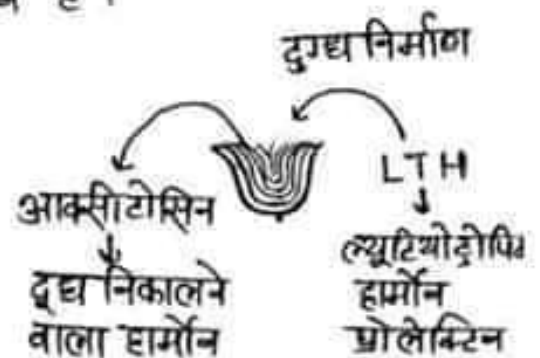 दुग्ध निर्माण
LTH
आक्सीटोसिन
ल्यूटियोट्रोपिन
दूध निकालने
हार्मोन
वाला हार्मोन
प्रोलेक्टिन